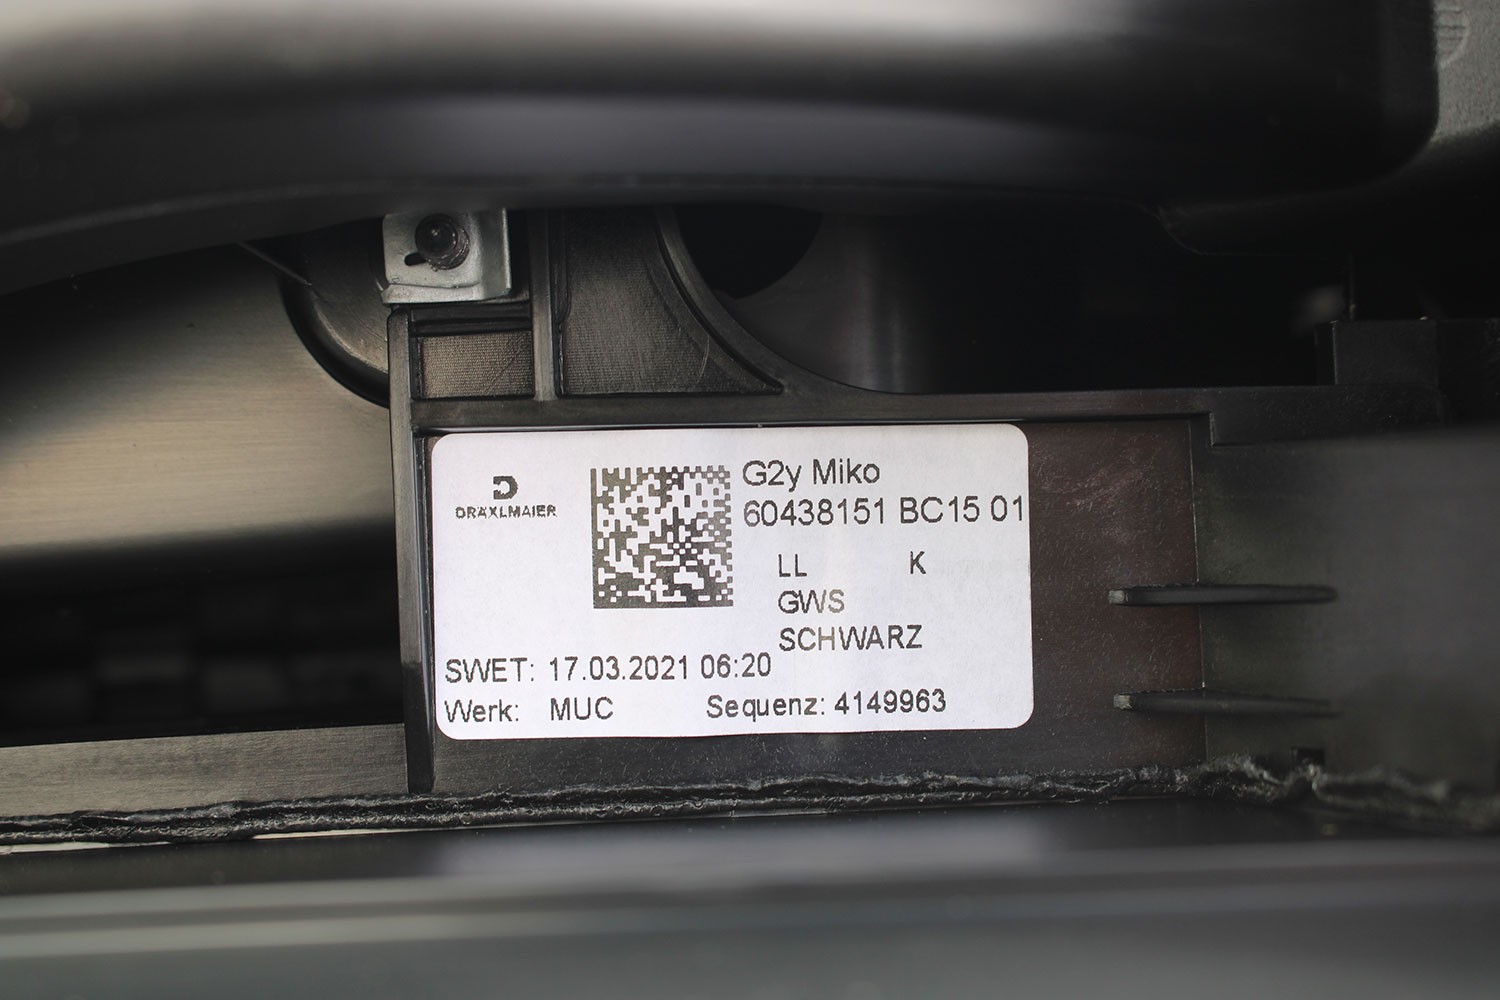 DRÄXLMAIER
G2y Miko
60438151 BC15 01
LL K
GWS
SCHWARZ
SWET: 17.03.2021 06:20
Werk: MUC Sequenz: 4149963